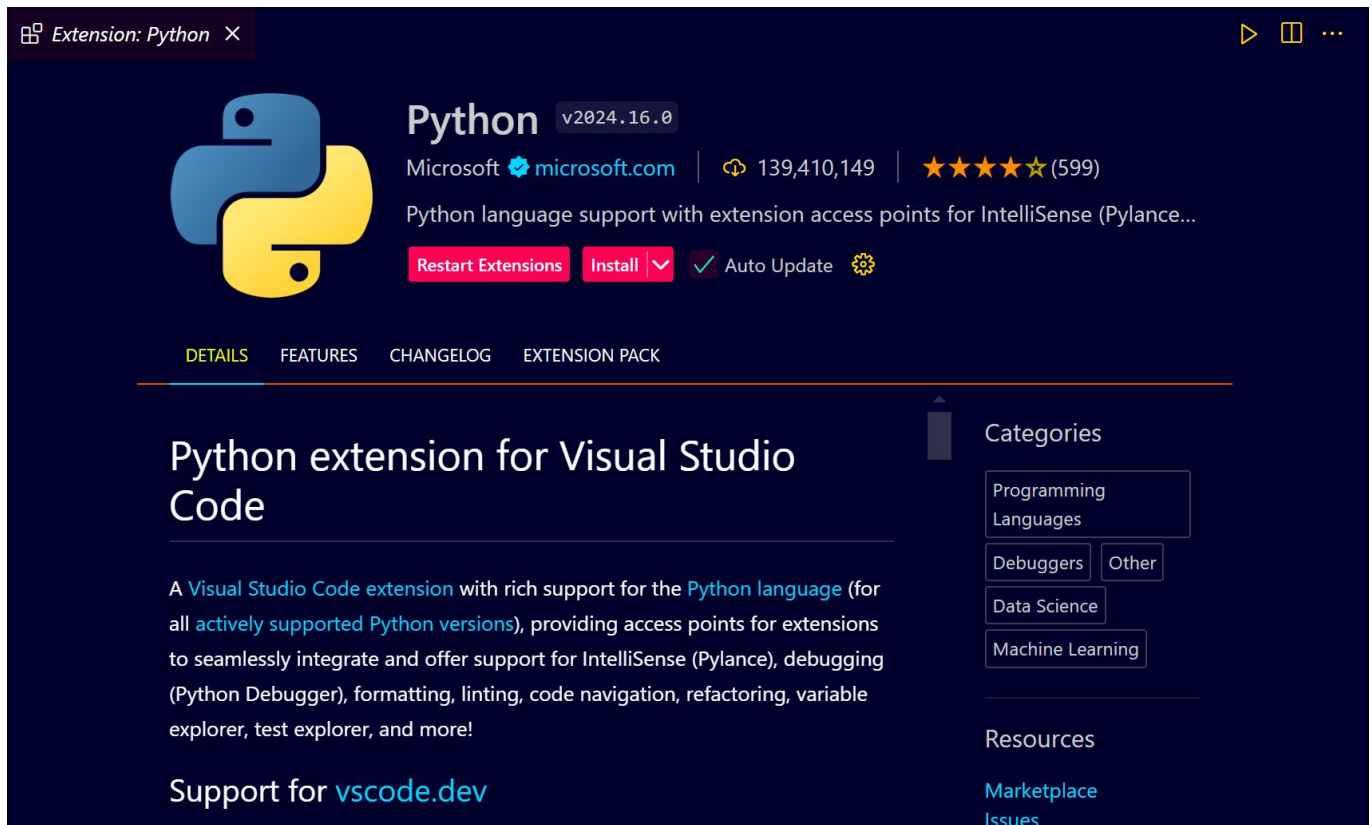 Extension: Python
Python v2024.16.0
Microsoft microsoft.com 139,410,149 (599)
Python language support with extension access points for IntelliSense (Pylance...
Restart Extensions Install Auto Update
DETAILS FEATURES CHANGELOG EXTENSION PACK
Python extension for Visual Studio
Code
A Visual Studio Code extension with rich support for the Python language (for
all actively supported Python versions), providing access points for extensions
to seamlessly integrate and offer support for IntelliSense (Pylance), debugging
(Python Debugger), formatting, linting, code navigation, refactoring, variable
explorer, test explorer, and more!
Support for vscode.dev
Categories
Programming
Languages
Debuggers Other
Data Science
Machine Learning
Resources
Marketplace
Issues